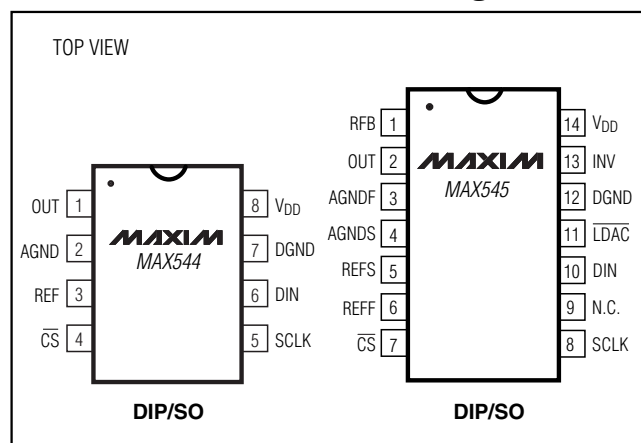 TOP VIEW
OUT 1
AGND 2
REF 3
CS 4
8 VDD
7 DGND
6 DIN
5 SCLK
MAXIM
MAX544
DIP/SO
RFB 1
OUT 2
AGNDF 3
AGNDS 4
REFS 5
REFF 6
CS 7
14 VDD
13 INV
12 DGND
11 LDAC
10 DIN
9 N.C.
8 SCLK
MAXIM
MAX545
DIP/SO